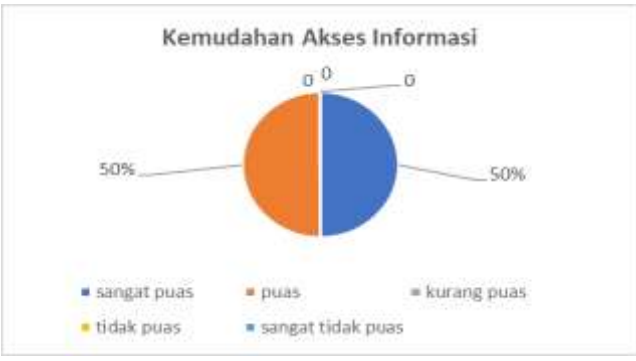 Kemudahan Akses Informasi
0 0 0
50% 50%
sangat puas puas kurang puas
tidak puas sangat tidak puas